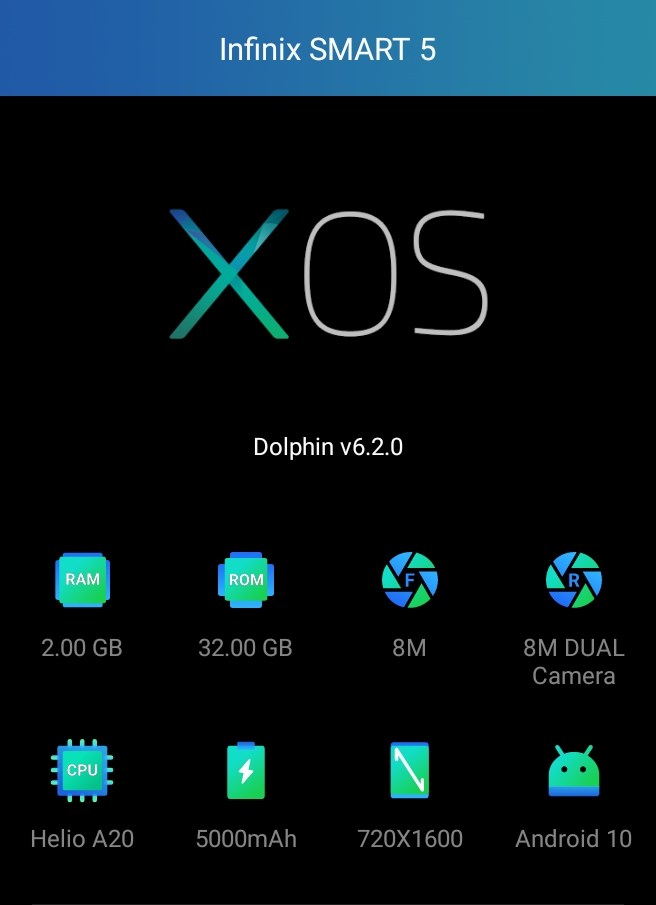 Infinix SMART 5
XOS
Dolphin v6.2.0
RAM
ROM
F
R
2.00 GB
32.00 GB
8M
8M DUAL
Camera
CPU
Helio A20
5000mAh
720X1600
Android 10